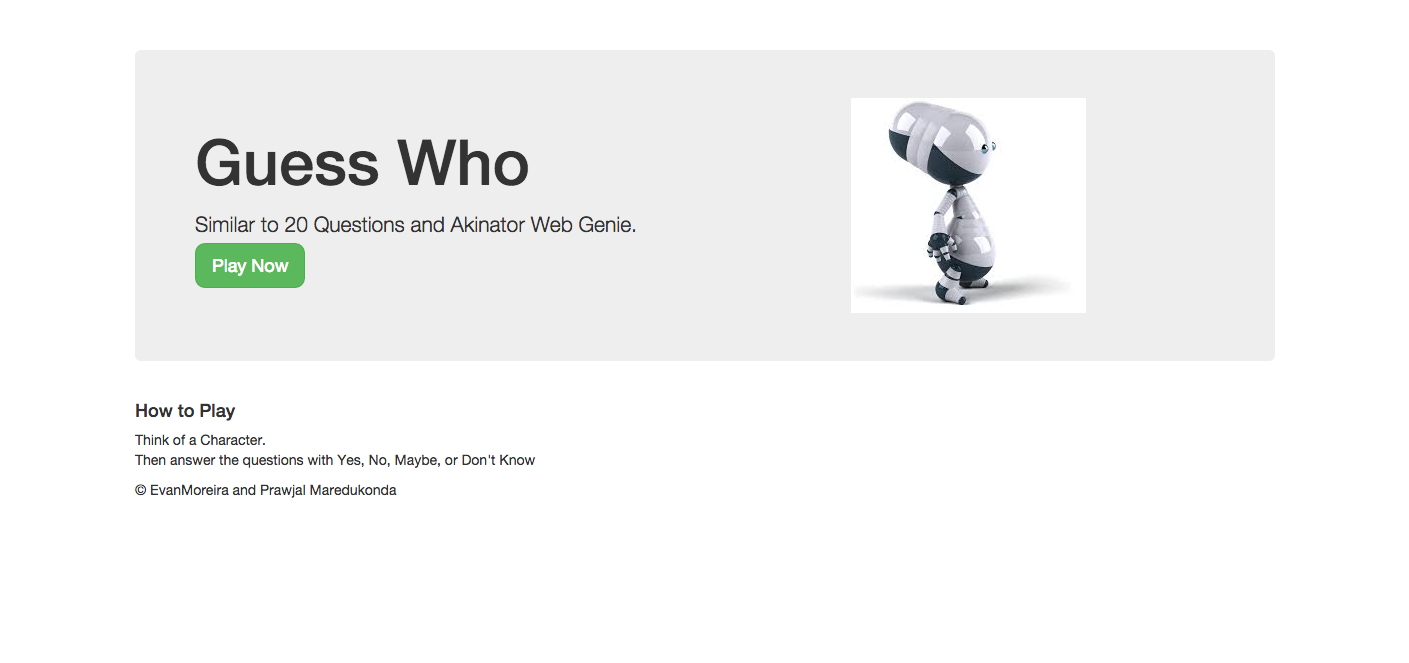 Guess Who
Similar to 20 Questions and Akinator Web Genie.
Play Now
How to Play
Think of a Character.
Then answer the questions with Yes, No, Maybe, or Don't Know
© EvanMoreira and Prawjal Maredukonda